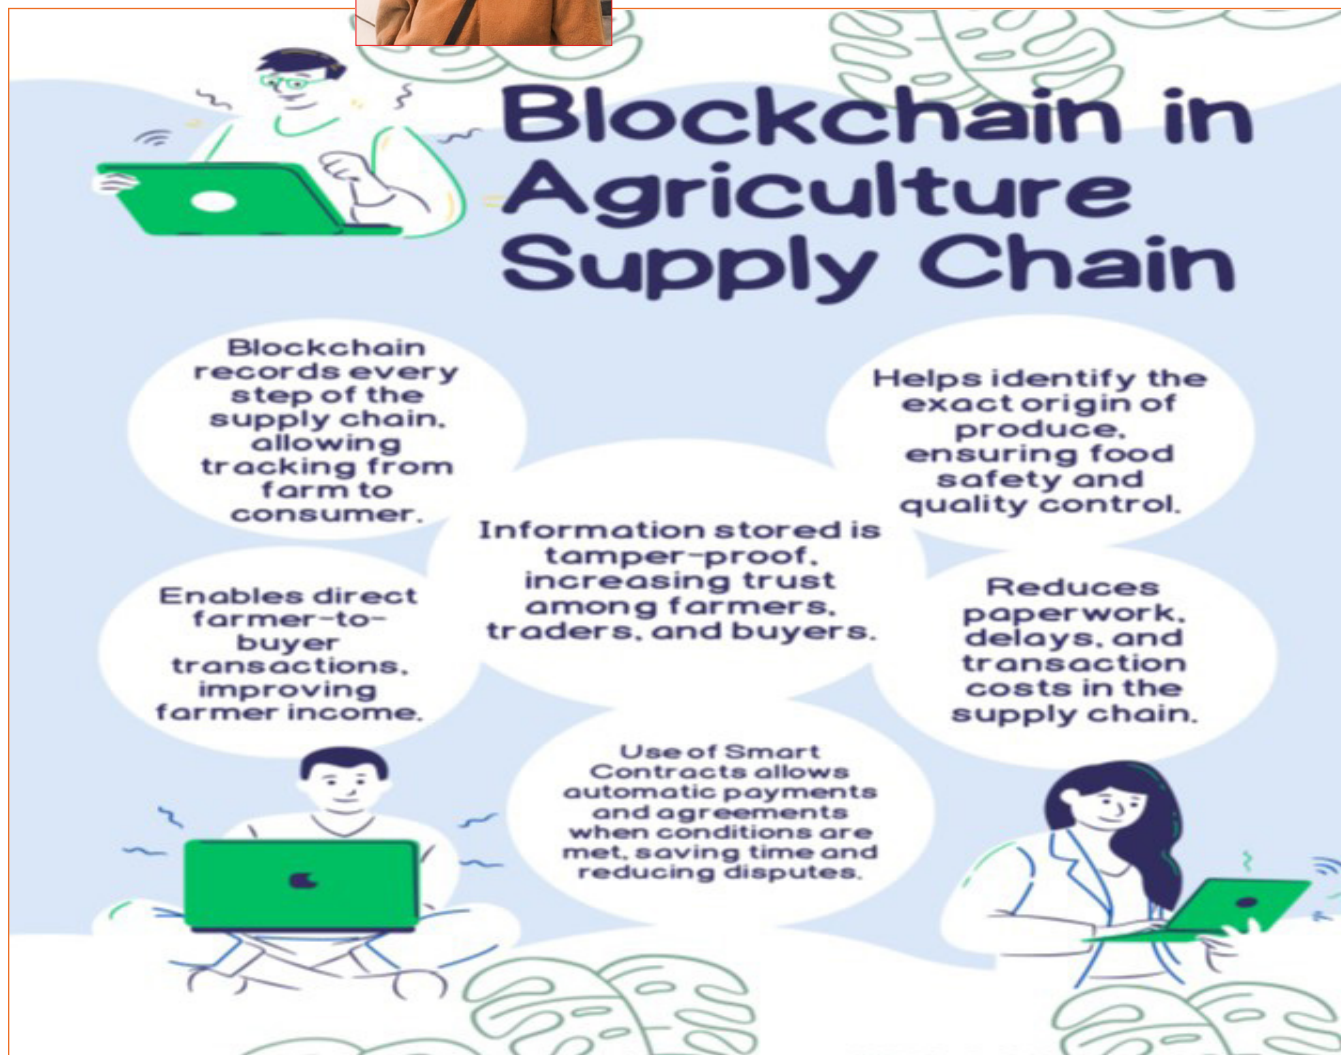 Blockchain in
Agriculture
Supply Chain
Blockchain
records every
step of the
supply chain,
allowing
tracking from
farm to
consumer.
Helps identify the
exact origin of
produce,
ensuring food
safety and
quality control.
Information stored is
tamper-proof,
increasing trust
among farmers,
traders, and buyers.
Enables direct
farmer-to-
buyer
transactions,
improving
farmer income.
Reduces
paperwork,
delays, and
transaction
costs in the
supply chain.
Use of Smart
Contracts allows
automatic payments
and agreements
when conditions are
met, saving time and
reducing disputes.